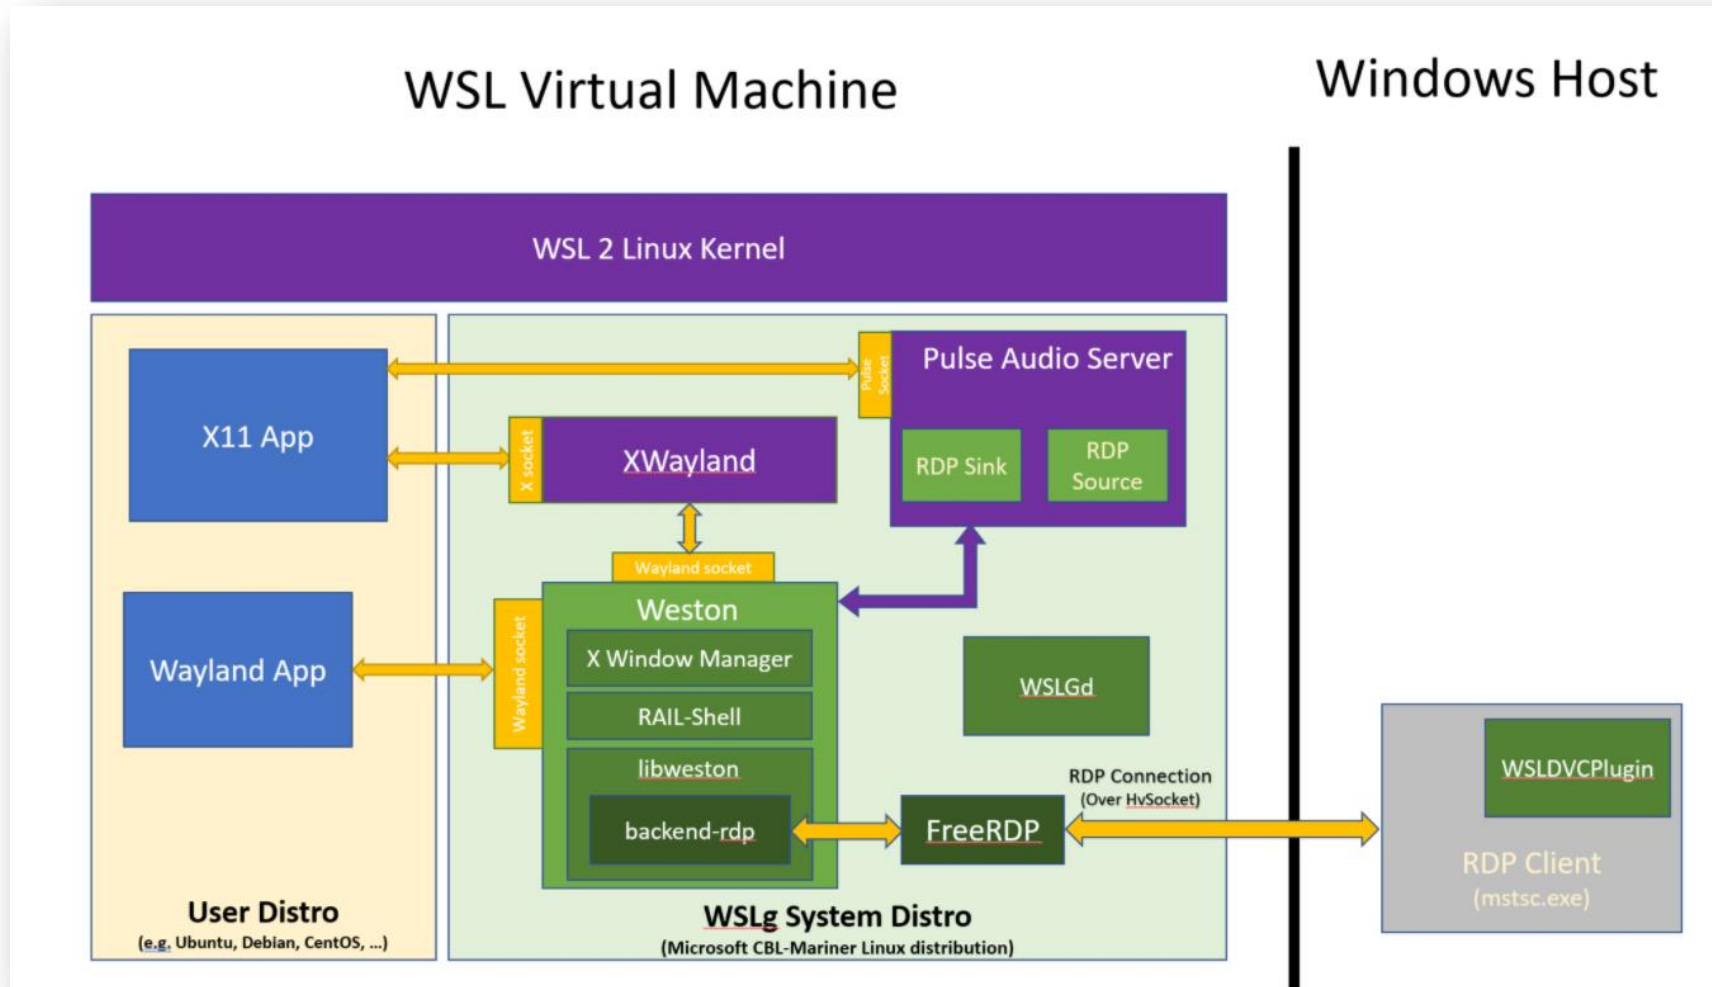 WSL Virtual Machine
Windows Host
WSL 2 Linux Kernel
X11 App
Pulse
Socket
Pulse Audio Server
RDP Sink
RDP
Source
X socket
XWayland
Wayland socket
Wayland App
Wayland socket
Weston
X Window Manager
RAIL-Shell
libweston
backend-rdp
WSLGd
FreeRDP
RDP Connection
(Over HvSocket)
WSLDVCPlugin
RDP Client
(mstsc.exe)
User Distro
(e.g. Ubuntu, Debian, CentOS, ...)
WSLg System Distro
(Microsoft CBL-Mariner Linux distribution)